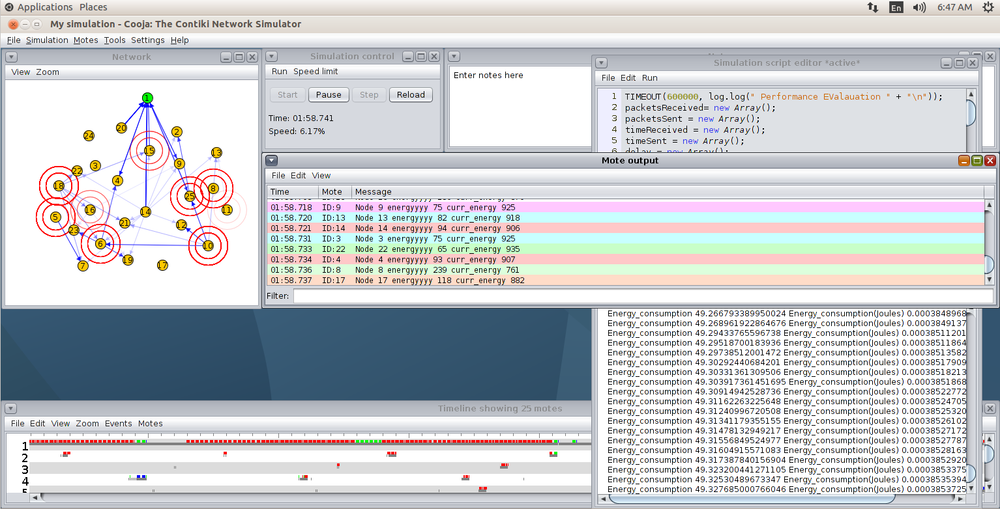 Applications Places
En 6:47 AM
My simulation - Cooja: The Contiki Network Simulator
File Simulation Motes Tools Settings Help
Network
View Zoom
1
20
2
24
15
13
3
9
22
4
18
8
25
16
11
14
5
21
12
23
6
10
19
7
17
Simulation control
Run Speed limit
Start Pause Step Reload
Time: 01:58.741
Speed: 6.17%
Enter notes here
Simulation script editor *active*
File Edit Run
1 TIMEOUT(600000, log.log(" Performance EValauation " + "\n"));
2 packetsReceived= new Array();
3 packetsSent = new Array();
4 timeReceived = new Array();
5 timeSent = new Array();
6 delay = new Array();
Mote output
File Edit View
Time Mote Message
01:58.718 ID:9 Node 9 energyyyy 75 curr_energy 925
01:58.720 ID:13 Node 13 energyyyy 82 curr_energy 918
01:58.721 ID:14 Node 14 energyyyy 94 curr_energy 906
01:58.731 ID:3 Node 3 energyyyy 75 curr_energy 925
01:58.733 ID:22 Node 22 energyyyy 65 curr_energy 935
01:58.734 ID:4 Node 4 energyyyy 93 curr_energy 907
01:58.736 ID:8 Node 8 energyyyy 239 curr_energy 761
01:58.737 ID:17 Node 17 energyyyy 118 curr_energy 882
Filter:
Energy_consumption 49.266793389950024 Energy_consumption(Joules) 0.0003848968
Energy_consumption 49.268961922864676 Energy_consumption(Joules) 0.0003849137
Energy_consumption 49.29433765596738 Energy_consumption(Joules) 0.00038511201
Energy_consumption 49.29518700183936 Energy_consumption(Joules) 0.00038511864
Energy_consumption 49.29738512001472 Energy_consumption(Joules) 0.00038513582
Energy_consumption 49.30292440684201 Energy_consumption(Joules) 0.00038517909
Energy_consumption 49.30331361309506 Energy_consumption(Joules) 0.00038518213
Energy_consumption 49.303917361451695 Energy_consumption(Joules) 0.0003851868
Energy_consumption 49.30914942528736 Energy_consumption(Joules) 0.00038522772
Energy_consumption 49.31162263225648 Energy_consumption(Joules) 0.00038524705
Energy_consumption 49.31240996720508 Energy_consumption(Joules) 0.00038525320
Energy_consumption 49.31341179355155 Energy_consumption(Joules) 0.00038526102
Energy_consumption 49.31478132949217 Energy_consumption(Joules) 0.00038527172
Energy_consumption 49.31556849524977 Energy_consumption(Joules) 0.00038527787
Energy_consumption 49.31604915571083 Energy_consumption(Joules) 0.00038528163
Energy_consumption 49.317387840156904 Energy_consumption(Joules) 0.0003852920
Energy_consumption 49.323200441271105 Energy_consumption(Joules) 0.0003853375
Energy_consumption 49.32530489673347 Energy_consumption(Joules) 0.00038535394
Energy_consumption 49.327685000766046 Energy_consumption(Joules) 0.0003853725
Timeline showing 25 motes
File Edit View Zoom Events Motes
1
2
3
4
5